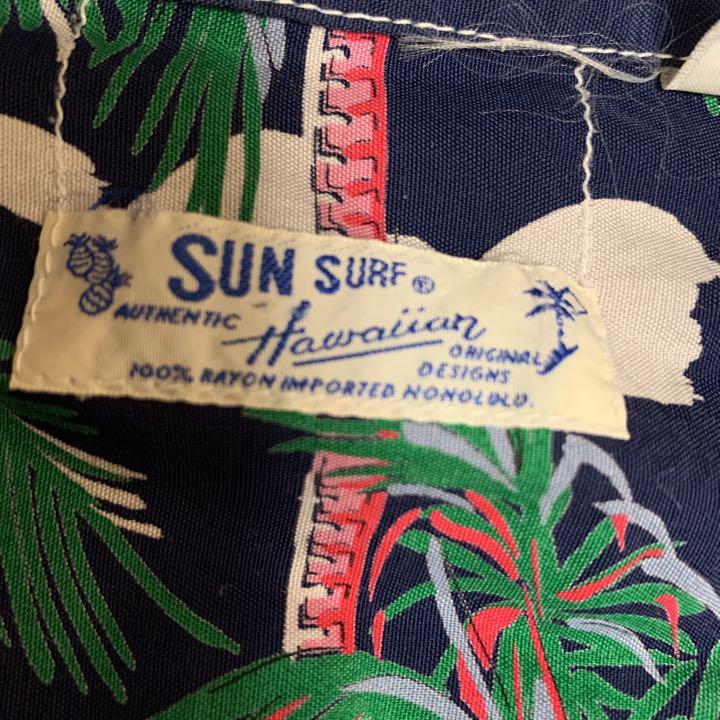 SUN SURF®
AUTHENTIC Hawaiian ORIGINAL DESIGNS
100% RAYON IMPORTED HONOLULU.